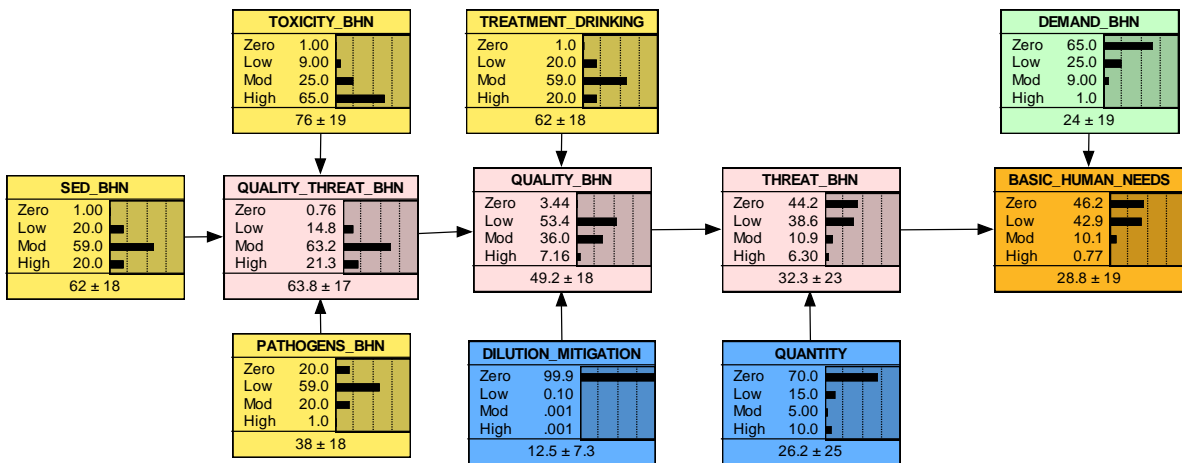 TOXICITY_BHN
Zero 1.00
Low 9.00
Mod 25.0
High 65.0
76 ± 19
TREATMENT_DRINKING
Zero 1.0
Low 20.0
Mod 59.0
High 20.0
62 ± 18
DEMAND_BHN
Zero 65.0
Low 25.0
Mod 9.00
High 1.0
24 ± 19
SED_BHN
Zero 1.00
Low 20.0
Mod 59.0
High 20.0
62 ± 18
QUALITY_THREAT_BHN
Zero 0.76
Low 14.8
Mod 63.2
High 21.3
63.8 ± 17
QUALITY_BHN
Zero 3.44
Low 53.4
Mod 36.0
High 7.16
49.2 ± 18
THREAT_BHN
Zero 44.2
Low 38.6
Mod 10.9
High 6.30
32.3 ± 23
BASIC_HUMAN_NEEDS
Zero 46.2
Low 42.9
Mod 10.1
High 0.77
28.8 ± 19
PATHOGENS_BHN
Zero 20.0
Low 59.0
Mod 20.0
High 1.0
38 ± 18
DILUTION_MITIGATION
Zero 99.9
Low 0.10
Mod .001
High .001
12.5 ± 7.3
QUANTITY
Zero 70.0
Low 15.0
Mod 5.00
High 10.0
26.2 ± 25